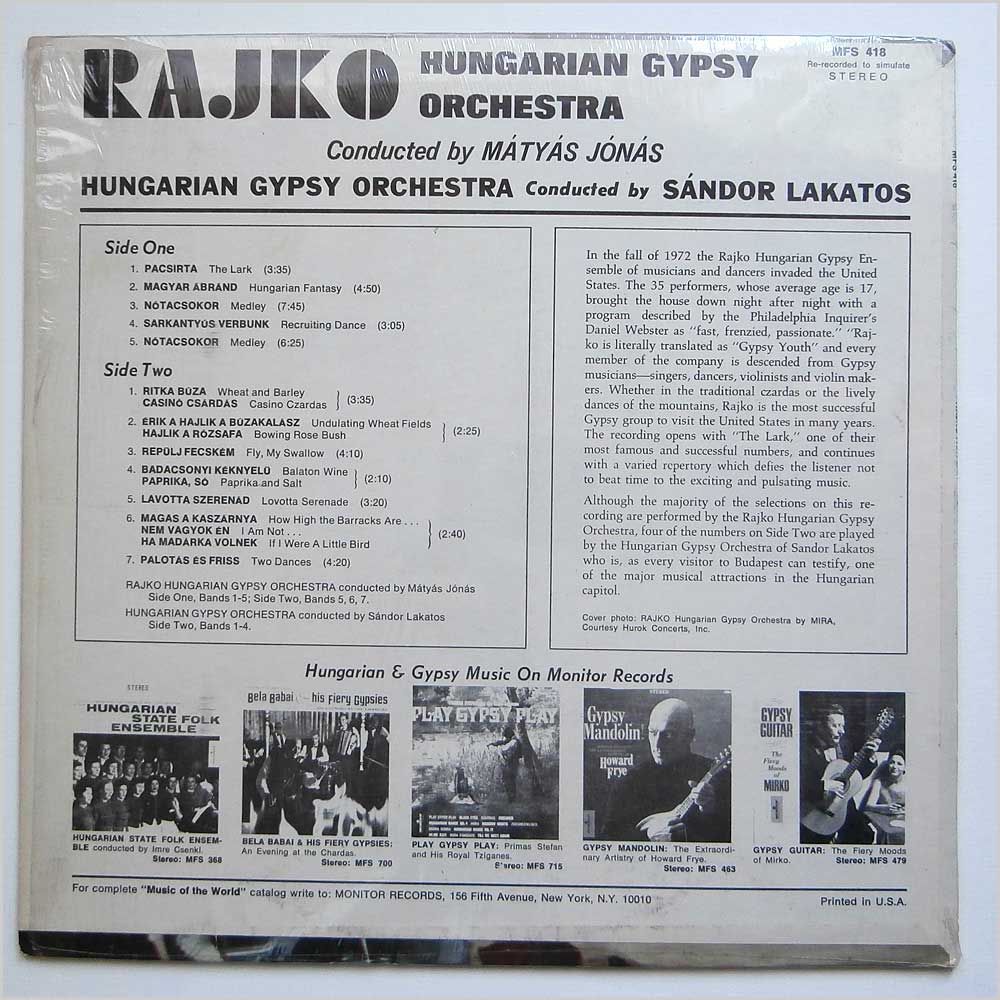 RAJKO HUNGARIAN GYPSY
ORCHESTRA
MFS 418
Re-recorded to simulate
STEREO
Conducted by MÁTYÁS JÓNÁS
HUNGARIAN GYPSY ORCHESTRA Conducted by SÁNDOR LAKATOS
Side One
1. PACSIRTA The Lark (3:35)
2. MAGYAR ÁBRÁND Hungarian Fantasy (4:50)
3. NÓTACSOKOR Medley (7:45)
4. SARKANTYÚS VERBUNK Recruiting Dance (3:05)
5. NÓTACSOKOR Medley (6:25)
Side Two
1. RITKA BÚZA Wheat and Barley
CASINÓ CSÁRDÁS Casino Czardas (3:35)
2. ÉRIK A HAJLIK A BÚZAKALASZ Undulating Wheat Fields
HAJLIK A RÓZSAFA Bowing Rose Bush (2:25)
3. REPÜLJ FECSKÉM Fly, My Swallow (4:10)
4. BADACSONYI KÉKNYELÜ Balaton Wine
PAPRIKA, SÓ Paprika and Salt (2:10)
5. LAVOTTA SZERENÁD Lovotta Serenade (3:20)
6. MAGAS A KASZÁRNYA How High the Barracks Are . . .
NEM VAGYOK ÉN I Am Not . . .
HA MADÁRKA VOLNÉK If I Were A Little Bird (2:40)
7. PALOTÁS ÉS FRISS Two Dances (4:20)
RAJKO HUNGARIAN GYPSY ORCHESTRA conducted by Mátyás Jónás
Side One, Bands 1-5; Side Two, Bands 5, 6, 7.
HUNGARIAN GYPSY ORCHESTRA conducted by Sándor Lakatos
Side Two, Bands 1-4.
In the fall of 1972 the Rajko Hungarian Gypsy En-
semble of musicians and dancers invaded the United
States. The 35 performers, whose average age is 17,
brought the house down night after night with a
program described by the Philadelphia Inquirer's
Daniel Webster as "fast, frenzied, passionate." "Raj-
ko is literally translated as "Gypsy Youth" and every
member of the company is descended from Gypsy
musicians—singers, dancers, violinists and violin mak-
ers. Whether in the traditional czardas or the lively
dances of the mountains, Rajko is the most successful
Gypsy group to visit the United States in many years.
The recording opens with "The Lark," one of their
most famous and successful numbers, and continues
with a varied repertory which defies the listener not
to beat time to the exciting and pulsating music.
Although the majority of the selections on this re-
cording are performed by the Rajko Hungarian Gypsy
Orchestra, four of the numbers on Side Two are played
by the Hungarian Gypsy Orchestra of Sandor Lakatos
who is, as every visitor to Budapest can testify, one
of the major musical attractions in the Hungarian
capitol.
Cover photo: RAJKO Hungarian Gypsy Orchestra by MIRA,
Courtesy Hurok Concerts, Inc.
Hungarian & Gypsy Music On Monitor Records
STEREO
HUNGARIAN
STATE FOLK
ENSEMBLE
HUNGARIAN STATE FOLK ENSEM-
BLE conducted by Imre Csenki.
Stereo: MFS 368
Bela Babai & his fiery gypsies
BELA BABAI & HIS FIERY GYPSIES:
An Evening at the Chardas.
Stereo: MFS 700
PLAY GYPSY PLAY
PLAY GYPSY PLAY: Primas Stefan
and His Royal Tziganes.
Stereo: MFS 715
STEREO
Gypsy
Mandolin
Howard
Frye
GYPSY MANDOLIN: The Extraordi-
nary Artistry of Howard Frye.
Stereo: MFS 463
GYPSY
GUITAR
The
Fiery
Moods
of
MIRKO
GYPSY GUITAR: The Fiery Moods
of Mirko.
Stereo: MFS 479
For complete "Music of the World" catalog write to: MONITOR RECORDS, 156 Fifth Avenue, New York, N.Y. 10010
Printed in U.S.A.